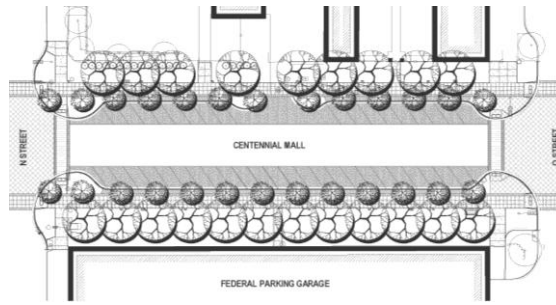 N STREET
CENTENNIAL MALL
O STREET
FEDERAL PARKING GARAGE